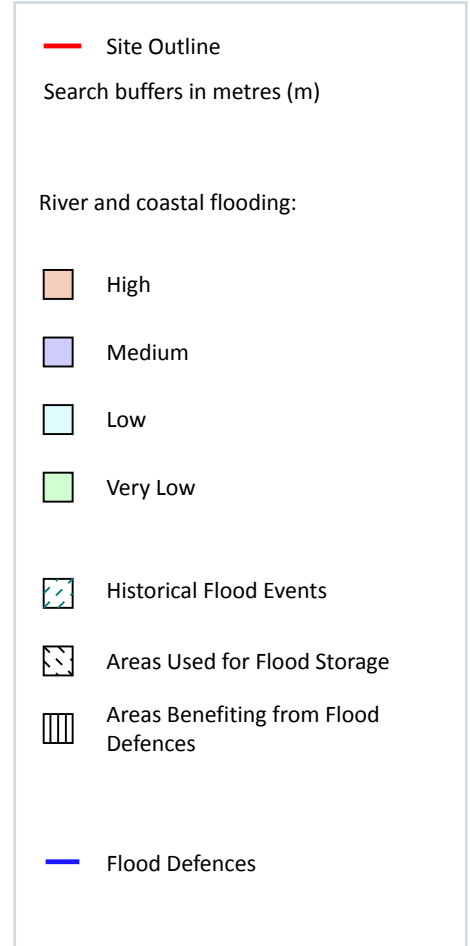 Site Outline
Search buffers in metres (m)
River and coastal flooding:
High
Medium
Low
Very Low
Historical Flood Events
Areas Used for Flood Storage
Areas Benefiting from Flood
Defences
Flood Defences